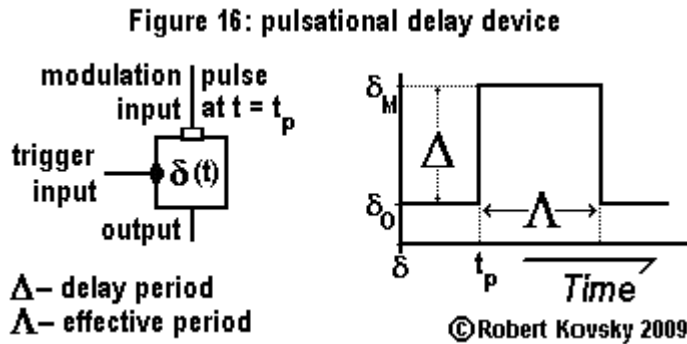 Figure 16: pulsational delay device
modulation pulse
input at t = tp
trigger
input
δ(t)
output
Δ– delay period
Λ– effective period
δM
Δ
Λ
δO
δ
tp
Time
©Robert Kovsky 2009